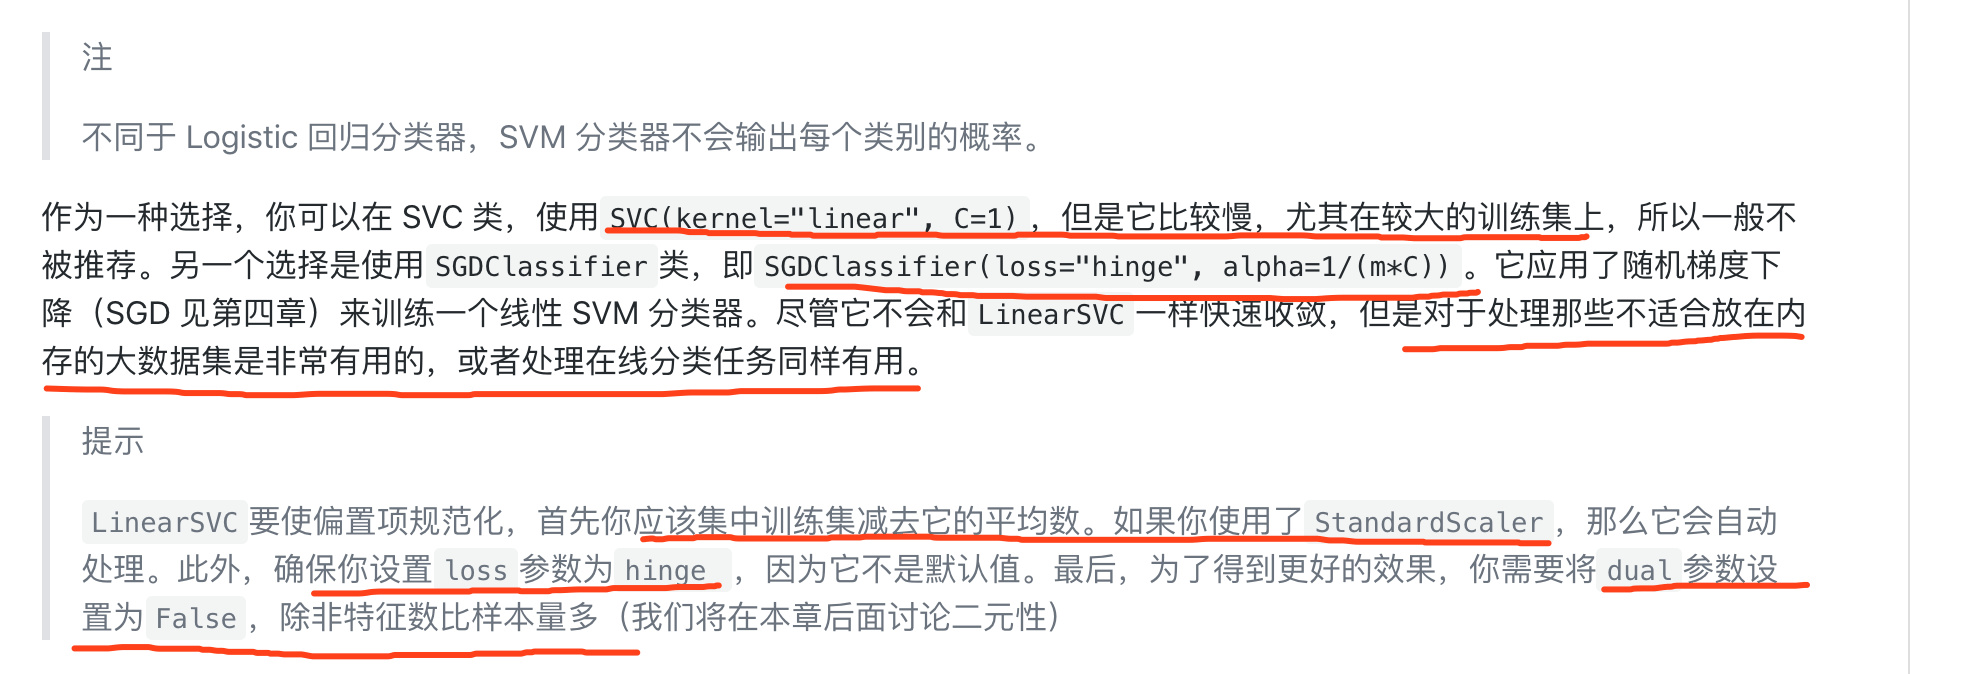 注
不同于 Logistic 回归分类器，SVM 分类器不会输出每个类别的概率。
作为一种选择，你可以在 SVC 类，使用 SVC(kernel="linear", C=1) ，但是它比较慢，尤其在较大的训练集上，所以一般不
被推荐。另一个选择是使用 SGDClassifier 类，即 SGDClassifier(loss="hinge", alpha=1/(m*C)) 。它应用了随机梯度下
降（SGD 见第四章）来训练一个线性 SVM 分类器。尽管它不会和 LinearSVC 一样快速收敛，但是对于处理那些不适合放在内
存的大数据集是非常有用的，或者处理在线分类任务同样有用。
提示
LinearSVC 要使偏置项规范化，首先你应该集中训练集减去它的平均数。如果你使用了 StandardScaler ，那么它会自动
处理。此外，确保你设置 loss 参数为 hinge ，因为它不是默认值。最后，为了得到更好的效果，你需要将 dual 参数设
置为 False ，除非特征数比样本量多（我们将在本章后面讨论二元性）